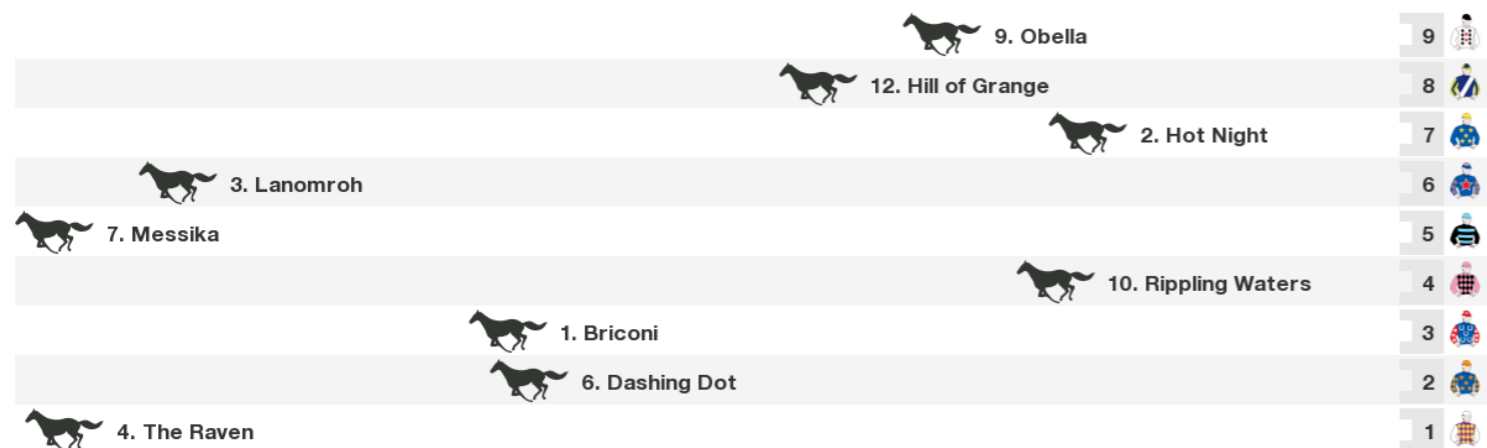 9. Obella 9
12. Hill of Grange 8
2. Hot Night 7
3. Lanomroh 6
7. Messika 5
10. Rippling Waters 4
1. Briconi 3
6. Dashing Dot 2
4. The Raven 1